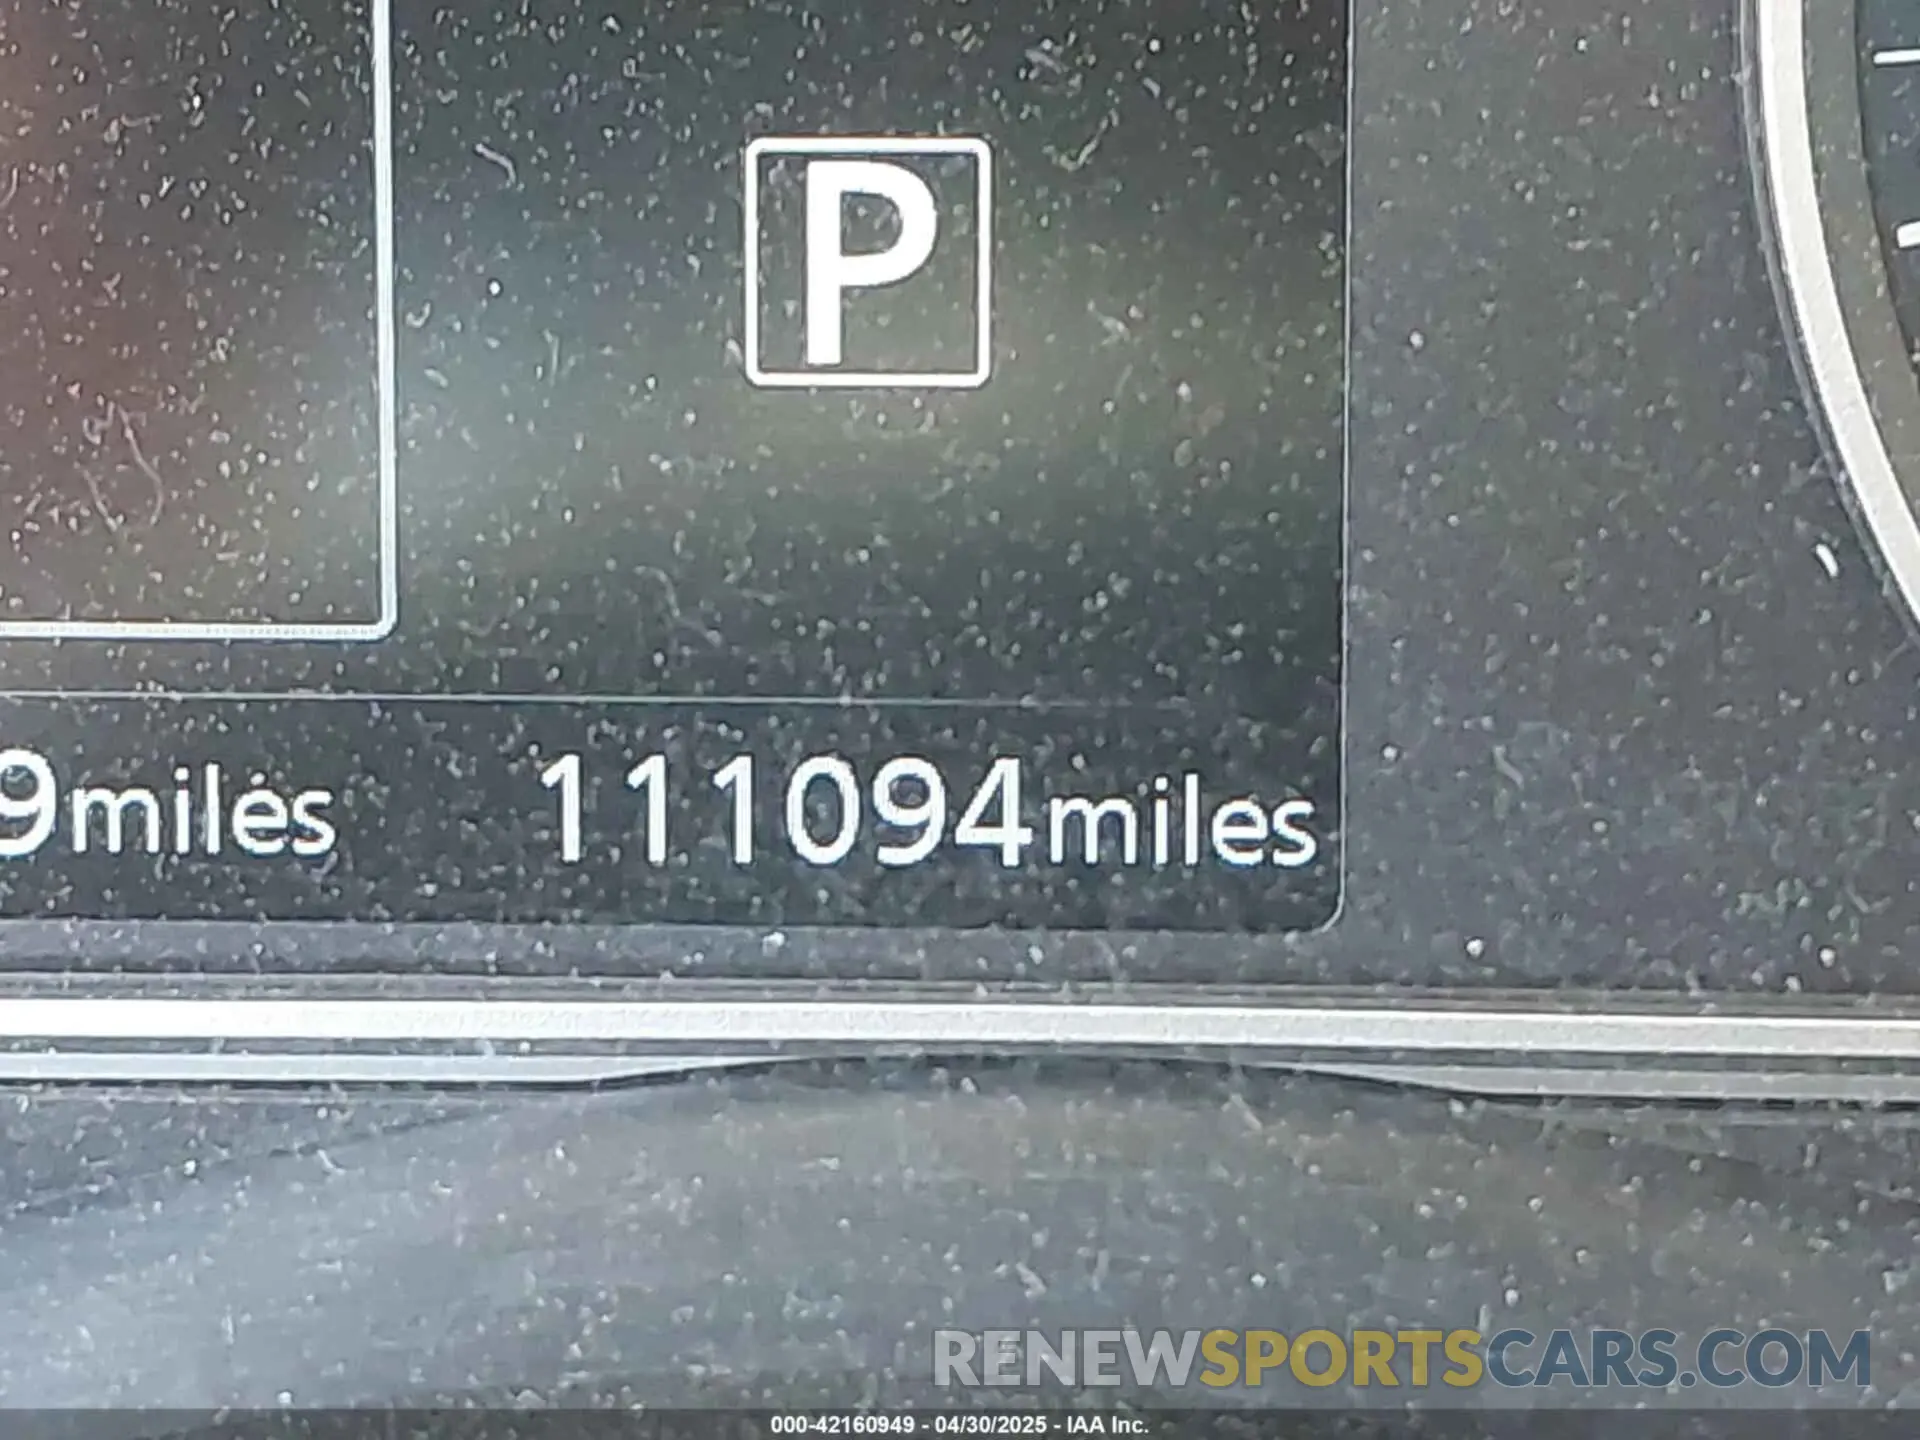 P
9miles 111094miles
RENEWSPORTSCARS.COM
000-42160949 - 04/30/2025 - IAA Inc.